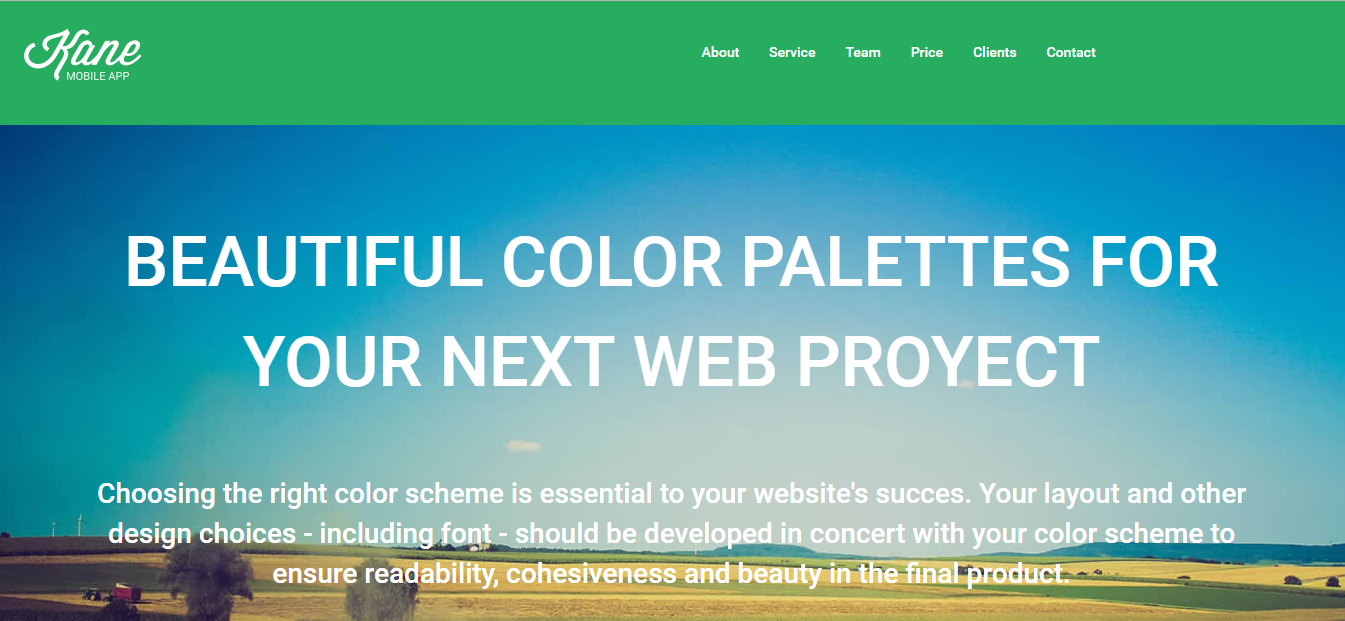 Kane
MOBILE APP
About Service Team Price Clients Contact
BEAUTIFUL COLOR PALETTES FOR
YOUR NEXT WEB PROYECT
Choosing the right color scheme is essential to your website's succes. Your layout and other
design choices - including font - should be developed in concert with your color scheme to
ensure readability, cohesiveness and beauty in the final product.